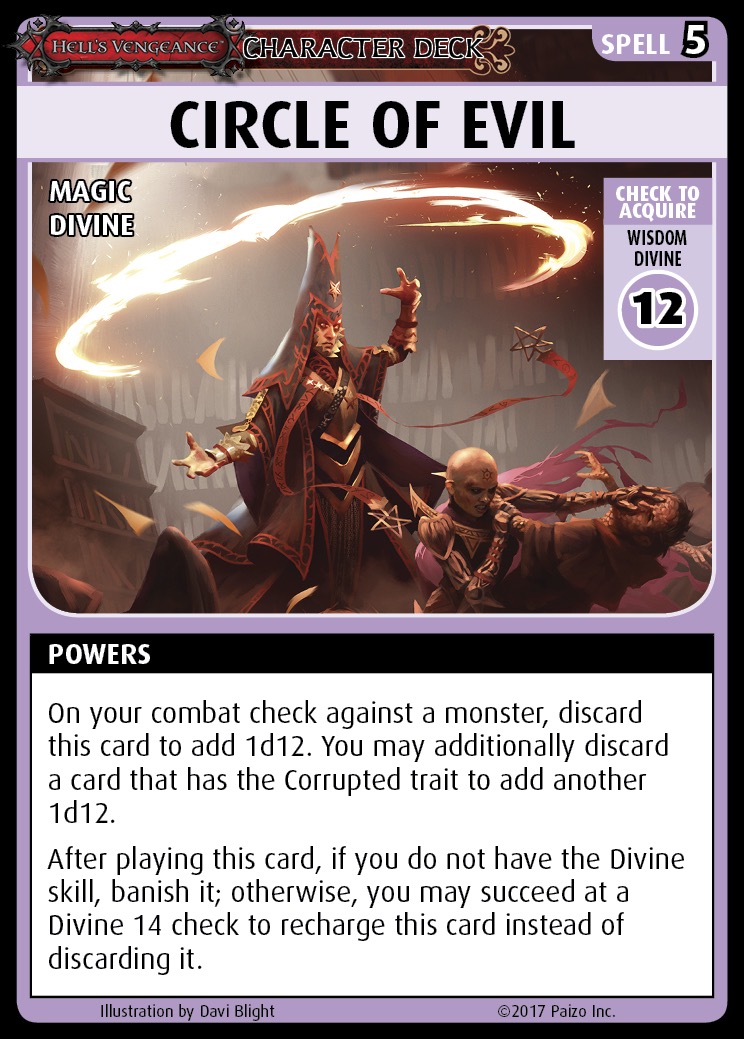 HELL'S VENGEANCE
CHARACTER DECK
SPELL 5
CIRCLE OF EVIL
MAGIC
DIVINE
CHECK TO
ACQUIRE
WISDOM
DIVINE
12
POWERS
On your combat check against a monster, discard
this card to add 1d12. You may additionally discard
a card that has the Corrupted trait to add another
1d12.
After playing this card, if you do not have the Divine
skill, banish it; otherwise, you may succeed at a
Divine 14 check to recharge this card instead of
discarding it.
Illustration by Davi Blight
©2017 Paizo Inc.